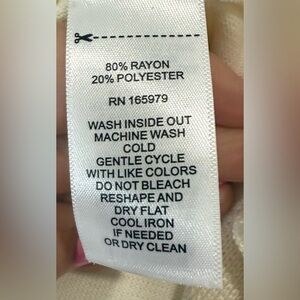 80% RAYON
20% POLYESTER
RN 165979
WASH INSIDE OUT
MACHINE WASH
COLD
GENTLE CYCLE
WITH LIKE COLORS
DO NOT BLEACH
RESHAPE AND
DRY FLAT
COOL IRON
IF NEEDED
OR DRY CLEAN